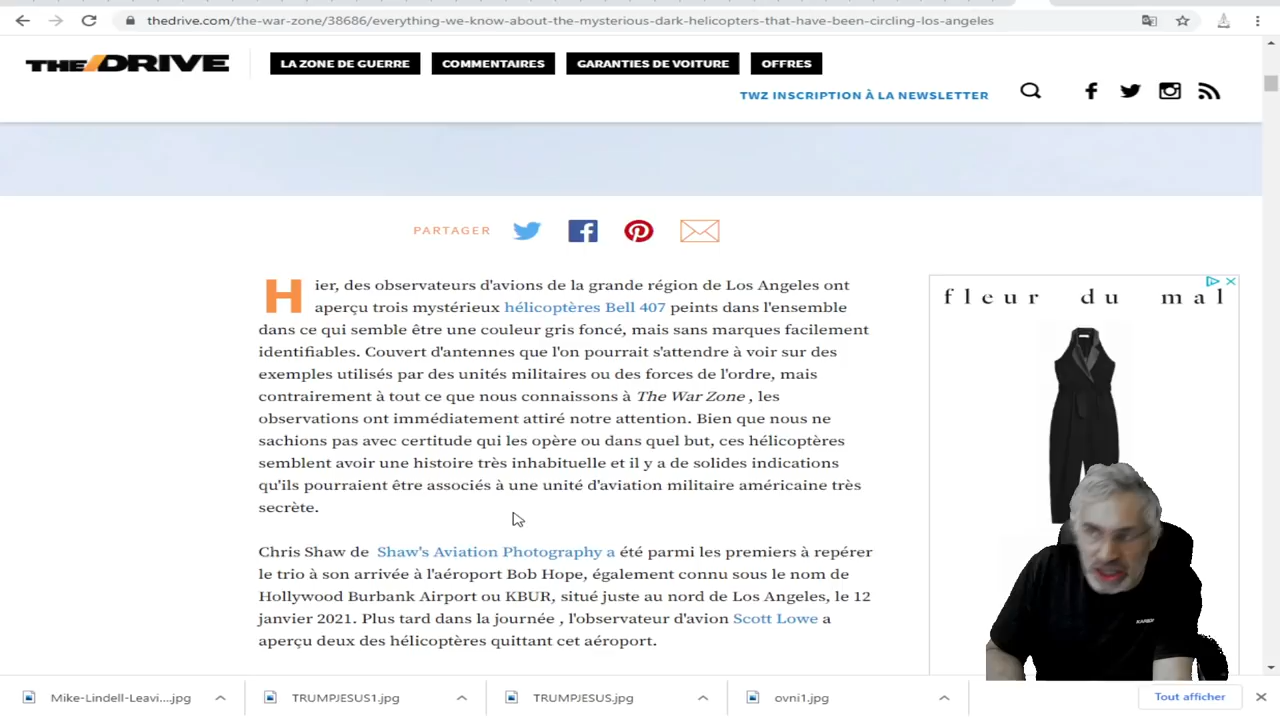 thedrive.com/the-war-zone/38686/everything-we-know-about-the-mysterious-dark-helicopters-that-have-been-circling-los-angeles
THE/DRIVE
LA ZONE DE GUERRE
COMMENTAIRES
GARANTIES DE VOITURE
OFFRES
TWZ INSCRIPTION À LA NEWSLETTER
PARTAGER
Hier, des observateurs d'avions de la grande région de Los Angeles ont
aperçu trois mystérieux hélicoptères Bell 407 peints dans l'ensemble
dans ce qui semble être une couleur gris foncé, mais sans marques facilement
identifiables. Couvert d'antennes que l'on pourrait s'attendre à voir sur des
exemples utilisés par des unités militaires ou des forces de l'ordre, mais
contrairement à tout ce que nous connaissons à The War Zone , les
observations ont immédiatement attiré notre attention. Bien que nous ne
sachions pas avec certitude qui les opère ou dans quel but, ces hélicoptères
semblent avoir une histoire très inhabituelle et il y a de solides indications
qu'ils pourraient être associés à une unité d'aviation militaire américaine très
secrète.
Chris Shaw de Shaw's Aviation Photography a été parmi les premiers à repérer
le trio à son arrivée à l'aéroport Bob Hope, également connu sous le nom de
Hollywood Burbank Airport ou KBUR, situé juste au nord de Los Angeles, le 12
janvier 2021. Plus tard dans la journée , l'observateur d'avion Scott Lowe a
aperçu deux des hélicoptères quittant cet aéroport.
fleur du mal
Mike-Lindell-Leavi....jpg
TRUMPJESUS1.jpg
TRUMPJESUS.jpg
ovni1.jpg
Tout afficher